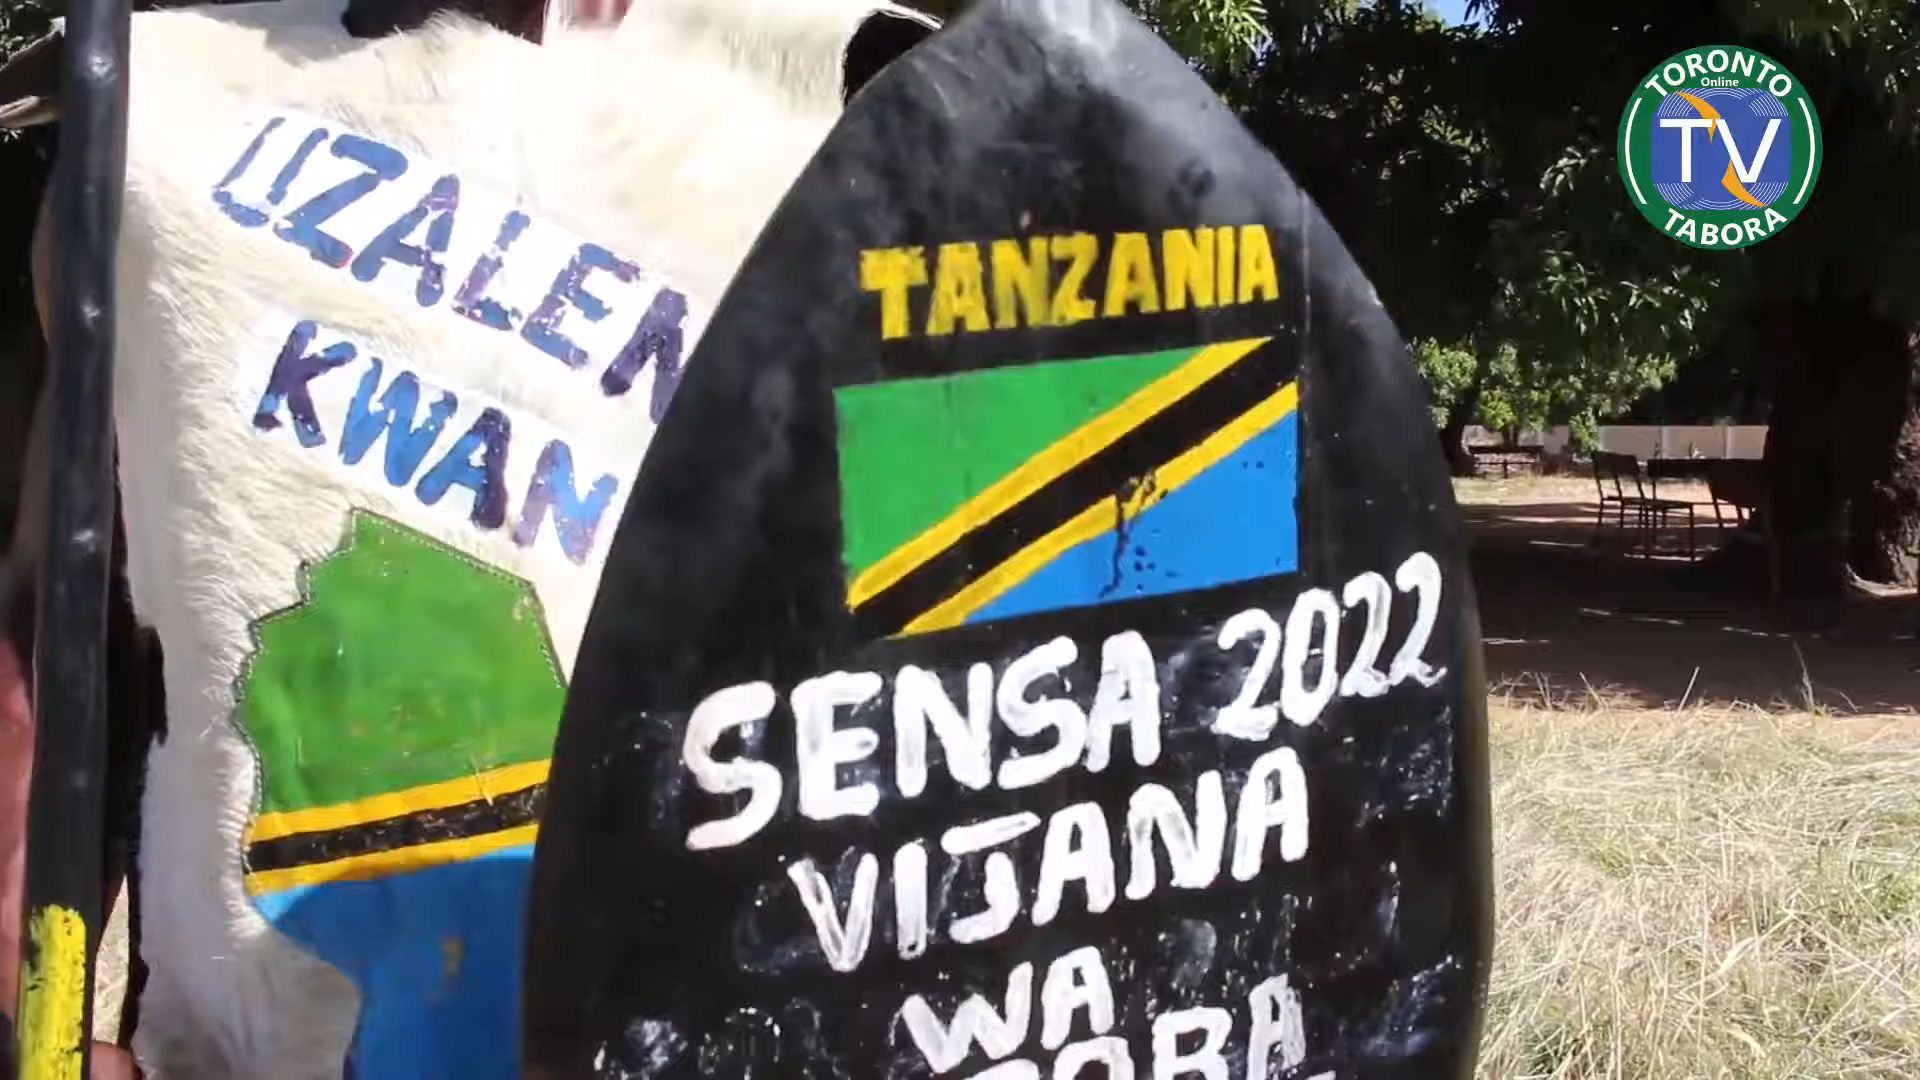 UZALEN
KWAN
TANZANIA
SENSA 2022
VIJANA
WA
TORONTO
Online
TV
TABORA